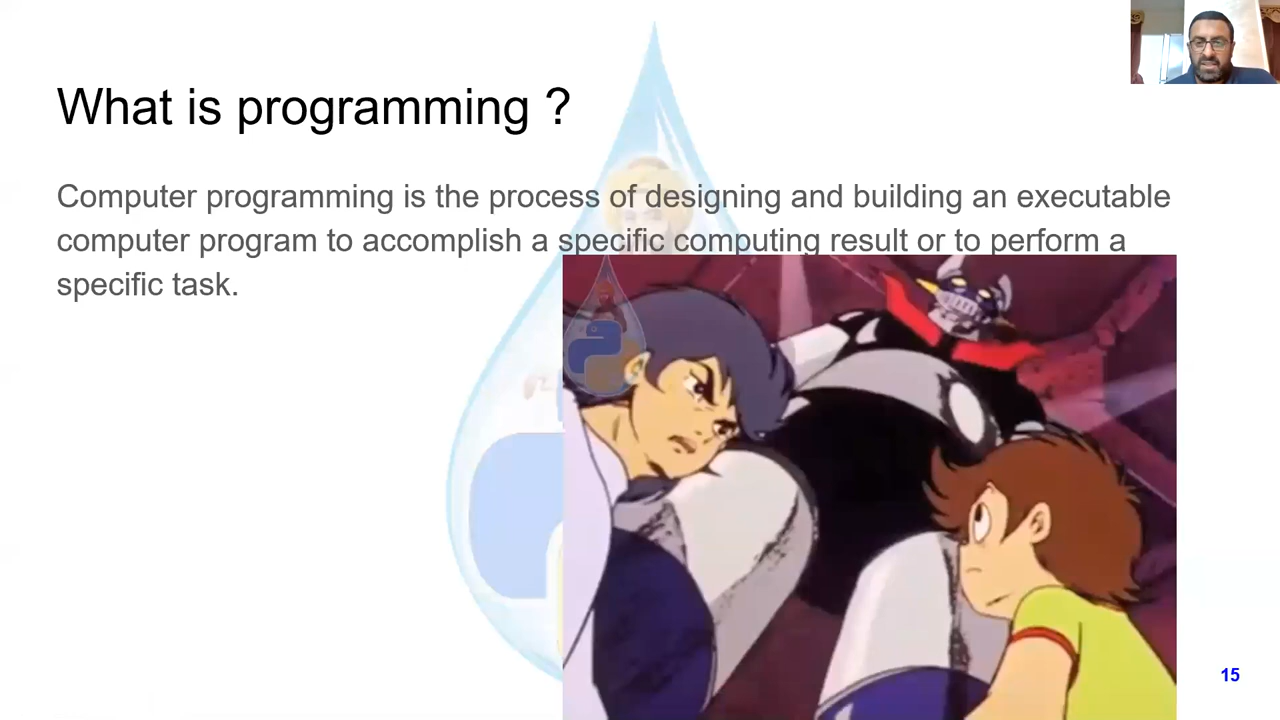 What is programming ?
Computer programming is the process of designing and building an executable
computer program to accomplish a specific computing result or to perform a
specific task.
15